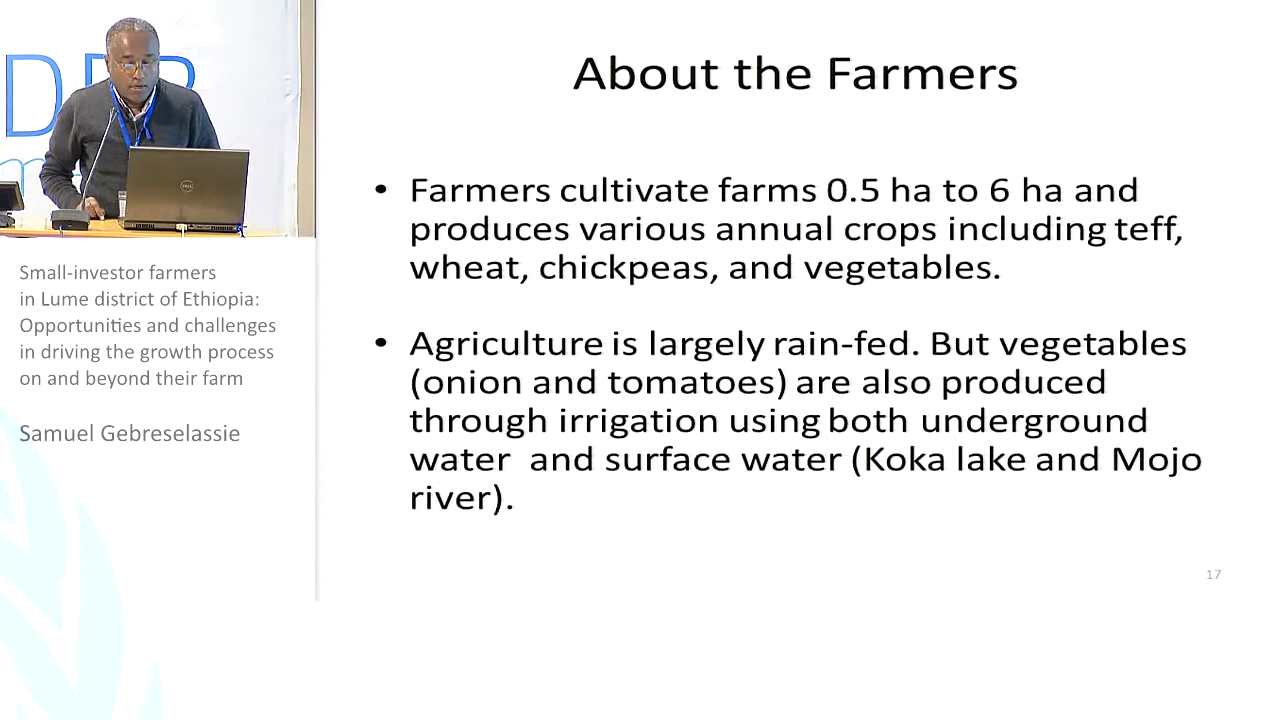 About the Farmers
• Farmers cultivate farms 0.5 ha to 6 ha and
produces various annual crops including teff,
wheat, chickpeas, and vegetables.
• Agriculture is largely rain-fed. But vegetables
(onion and tomatoes) are also produced
through irrigation using both underground
water and surface water (Koka lake and Mojo
river).
17
DELL
Small-investor farmers
in Lume district of Ethiopia:
Opportunities and challenges
in driving the growth process
on and beyond their farm
Samuel Gebreselassie